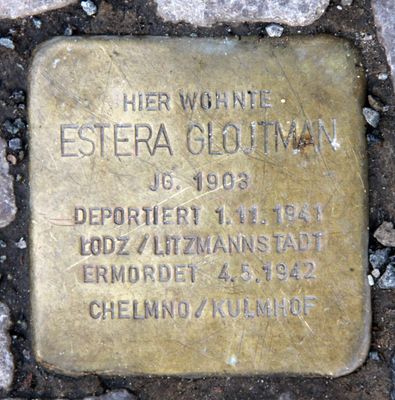 HIER WOHNTE
ESTERA GLOJTMAN
JG. 1903
DEPORTIERT 1.11.1941
LODZ / LITZMANNSTADT
ERMORDET 4.5.1942
CHELMNO / KULMHOF